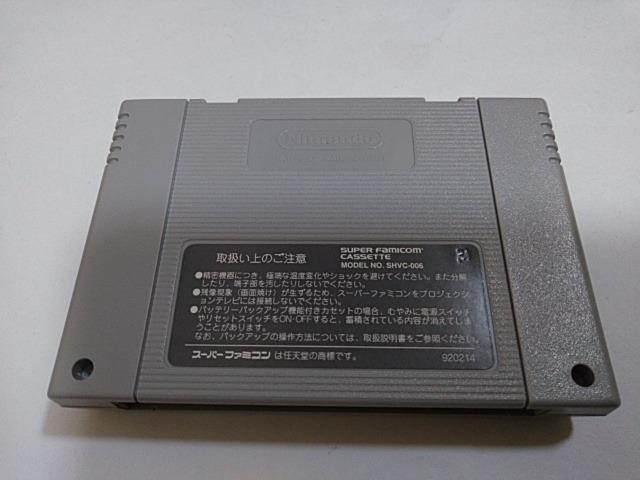 Nintendo
取扱い上のご注意
SUPER FAMICOM
CASSETTE
MODEL NO. SHVC-006
●精密機器につき、極端な温度変化やショックを避けてください。また分解
したり、端子部を汚したりしないでください。
●残像現象（画面焼け）が生ずるため、スーパーファミコンをプロジェクシ
ョンテレビには接続しないでください。
●バッテリーバックアップ機能付きカセットの場合、むやみに電源スイッチ
やリセットスイッチをON・OFFすると、蓄積されている内容が消えてしま
うことがあります。
なお、バックアップの操作方法については、取扱説明書をご参照ください。
スーパーファミコンは任天堂の商標です。
920214